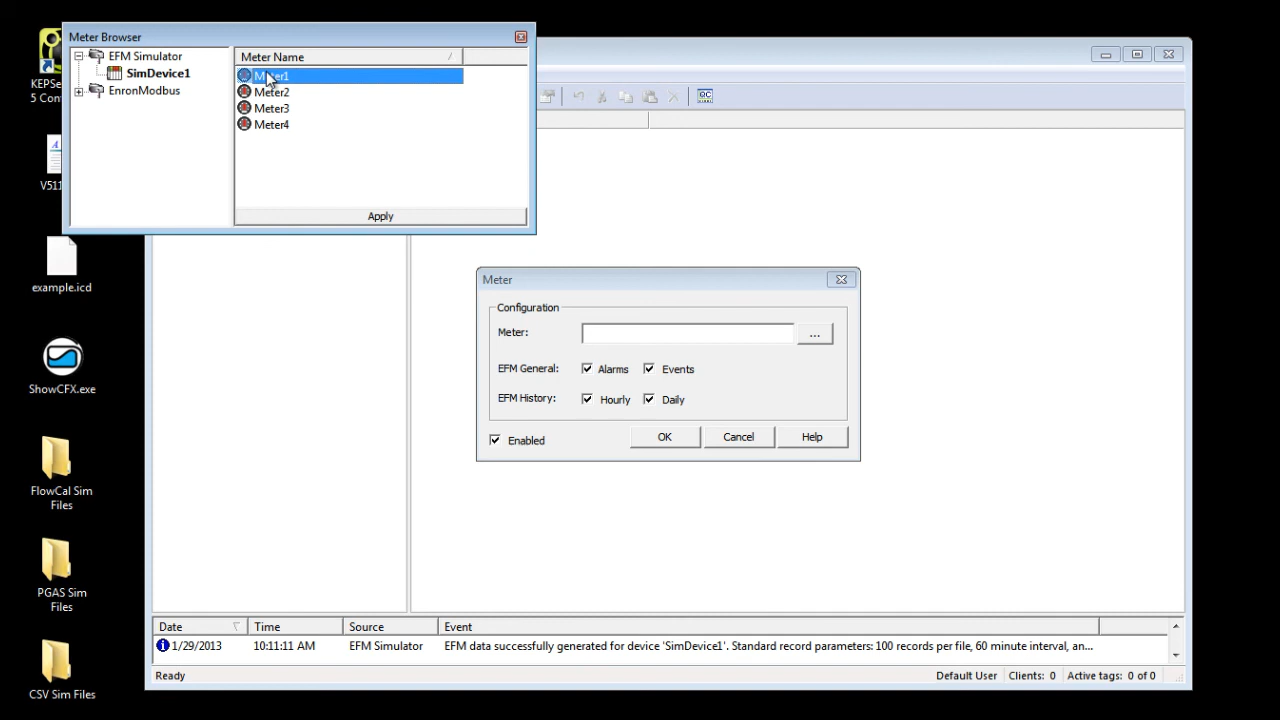 Meter Browser
EFM Simulator
SimDevice1
EnronModbus
Meter Name
Meter1
Meter2
Meter3
Meter4
Apply
KEPSe
5 Con
V511
example.icd
ShowCFX.exe
FlowCal Sim
Files
PGAS Sim
Files
CSV Sim Files
Meter
Configuration
Meter:
...
EFM General:
Alarms
Events
EFM History:
Hourly
Daily
Enabled
OK
Cancel
Help
Date
Time
Source
Event
1/29/2013
10:11:11 AM
EFM Simulator
EFM data successfully generated for device 'SimDevice1'. Standard record parameters: 100 records per file, 60 minute interval, an...
Ready
Default User
Clients: 0
Active tags: 0 of 0